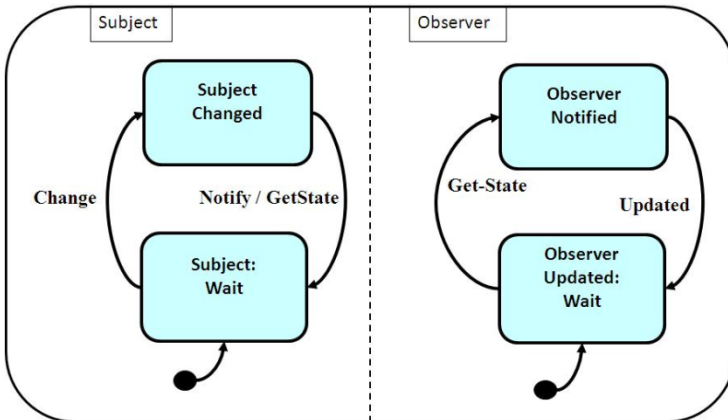 Subject
Observer
Subject
Changed
Observer
Notified
Change
Notify / GetState
Get-State
Updated
Subject:
Wait
Observer
Updated:
Wait